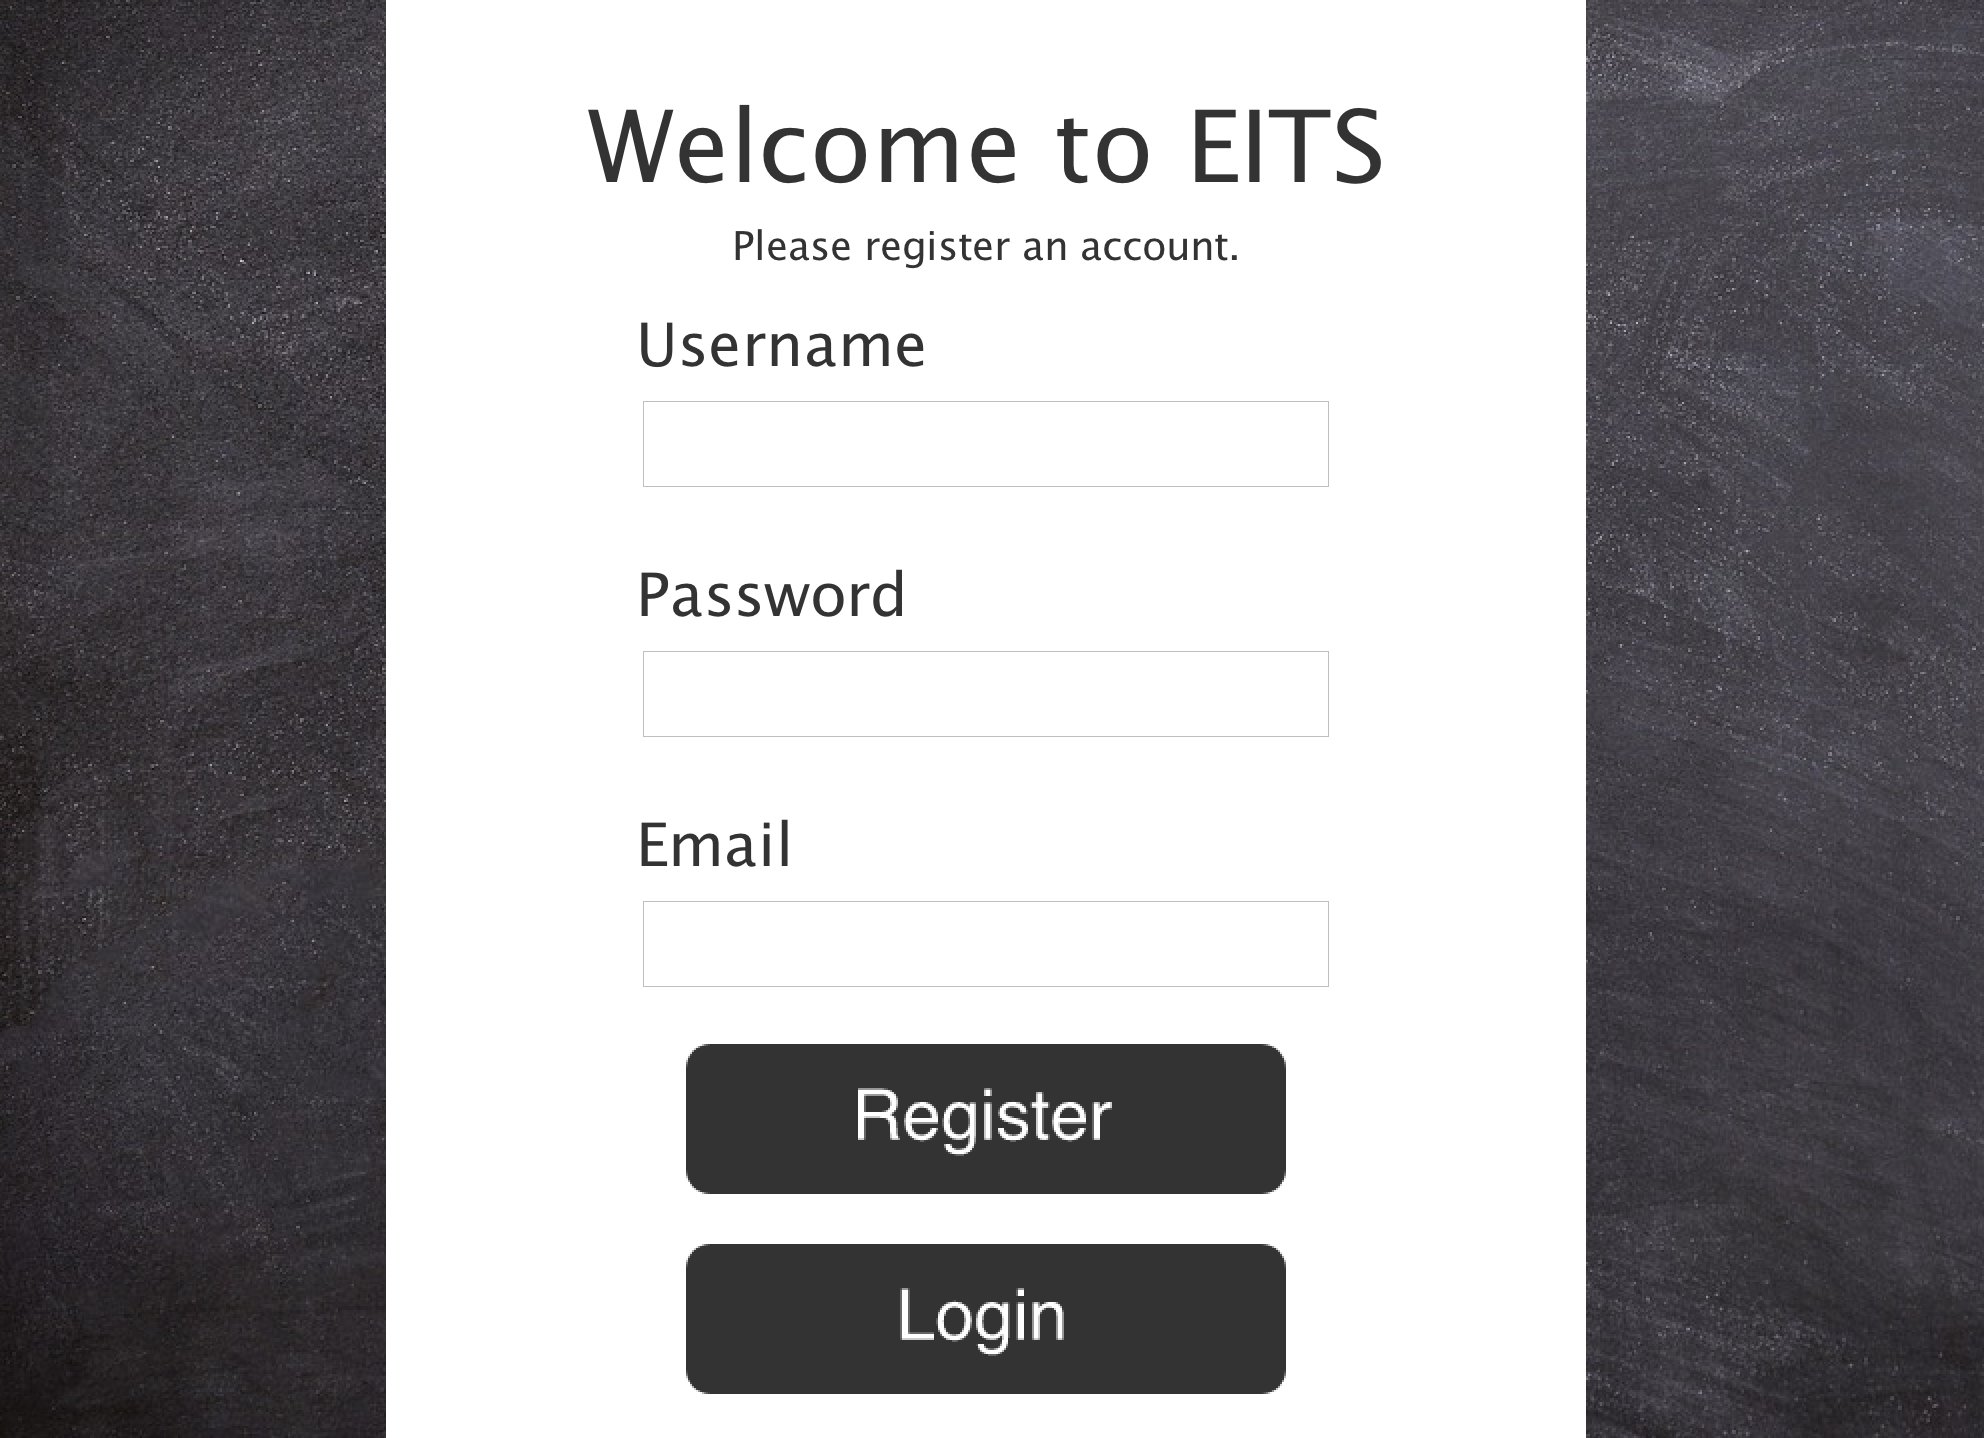 Welcome to EITS
Please register an account.
Username
Password
Email
Register
Login